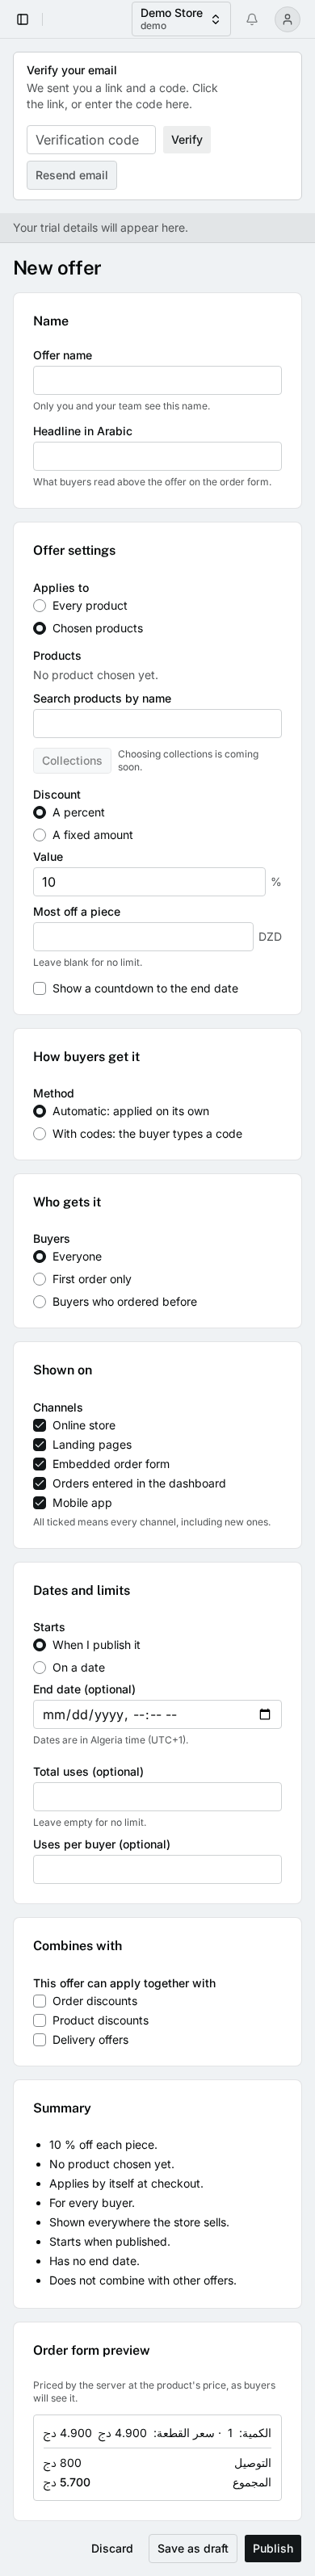 Demo Store
demo
Verify your email
We sent you a link and a code. Click
the link, or enter the code here.
Verification code
Verify
Resend email
Your trial details will appear here.
New offer
Name
Offer name
Only you and your team see this name.
Headline in Arabic
What buyers read above the offer on the order form.
Offer settings
Applies to
Every product
Chosen products
Products
No product chosen yet.
Search products by name
Collections
Choosing collections is coming
soon.
Discount
A percent
A fixed amount
Value
10
%
Most off a piece
DZD
Leave blank for no limit.
Show a countdown to the end date
How buyers get it
Method
Automatic: applied on its own
With codes: the buyer types a code
Who gets it
Buyers
Everyone
First order only
Buyers who ordered before
Shown on
Channels
Online store
Landing pages
Embedded order form
Orders entered in the dashboard
Mobile app
All ticked means every channel, including new ones.
Dates and limits
Starts
When I publish it
On a date
End date (optional)
mm/dd/yyyy, --:-- --
Dates are in Algeria time (UTC+1).
Total uses (optional)
Leave empty for no limit.
Uses per buyer (optional)
Combines with
This offer can apply together with
Order discounts
Product discounts
Delivery offers
Summary
10 % off each piece.
No product chosen yet.
Applies by itself at checkout.
For every buyer.
Shown everywhere the store sells.
Starts when published.
Has no end date.
Does not combine with other offers.
Order form preview
Priced by the server at the product's price, as buyers
will see it.
الكمية: 1 · سعر القطعة: 4.900 دج 4.900 دج
التوصيل 800 دج
المجموع 5.700 دج
Discard
Save as draft
Publish